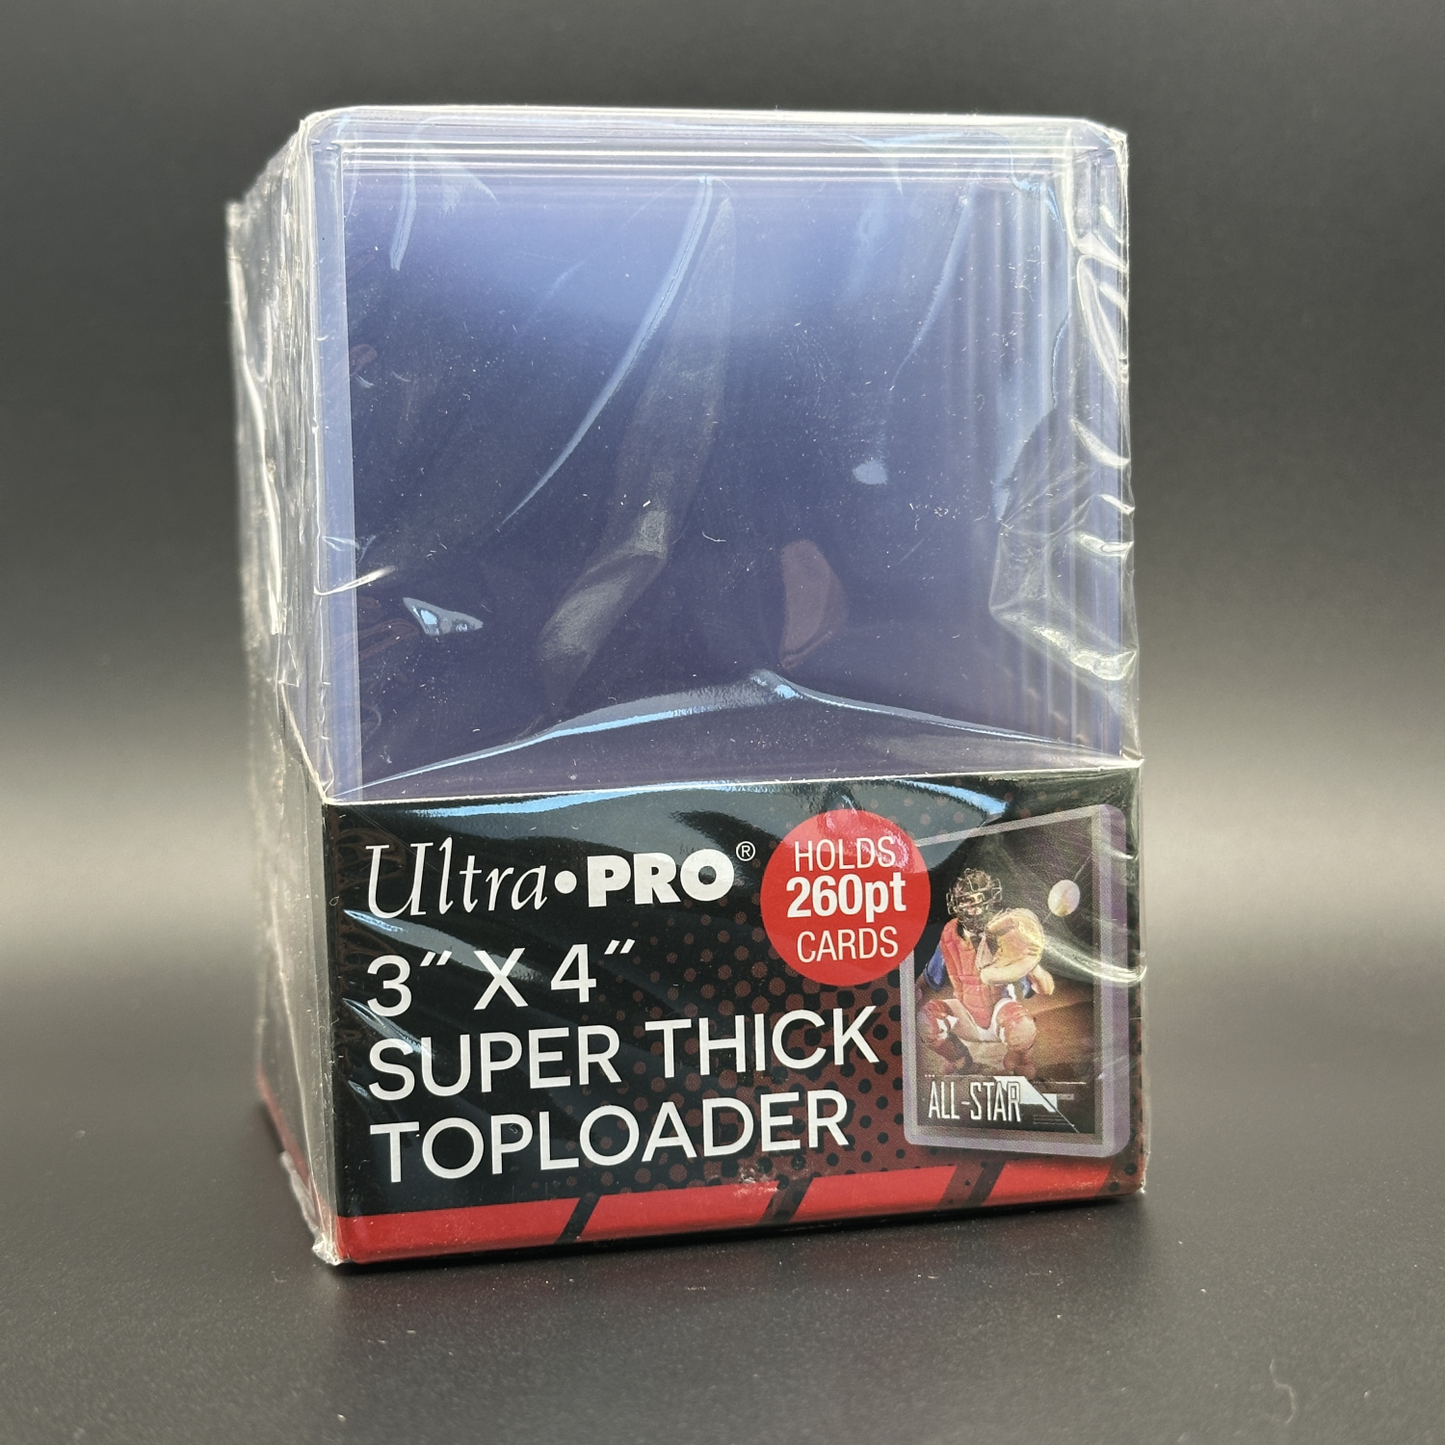 Ultra•PRO®
HOLDS
260pt
CARDS
3″ X 4″
SUPER THICK
TOPLOADER
ALL-STAR